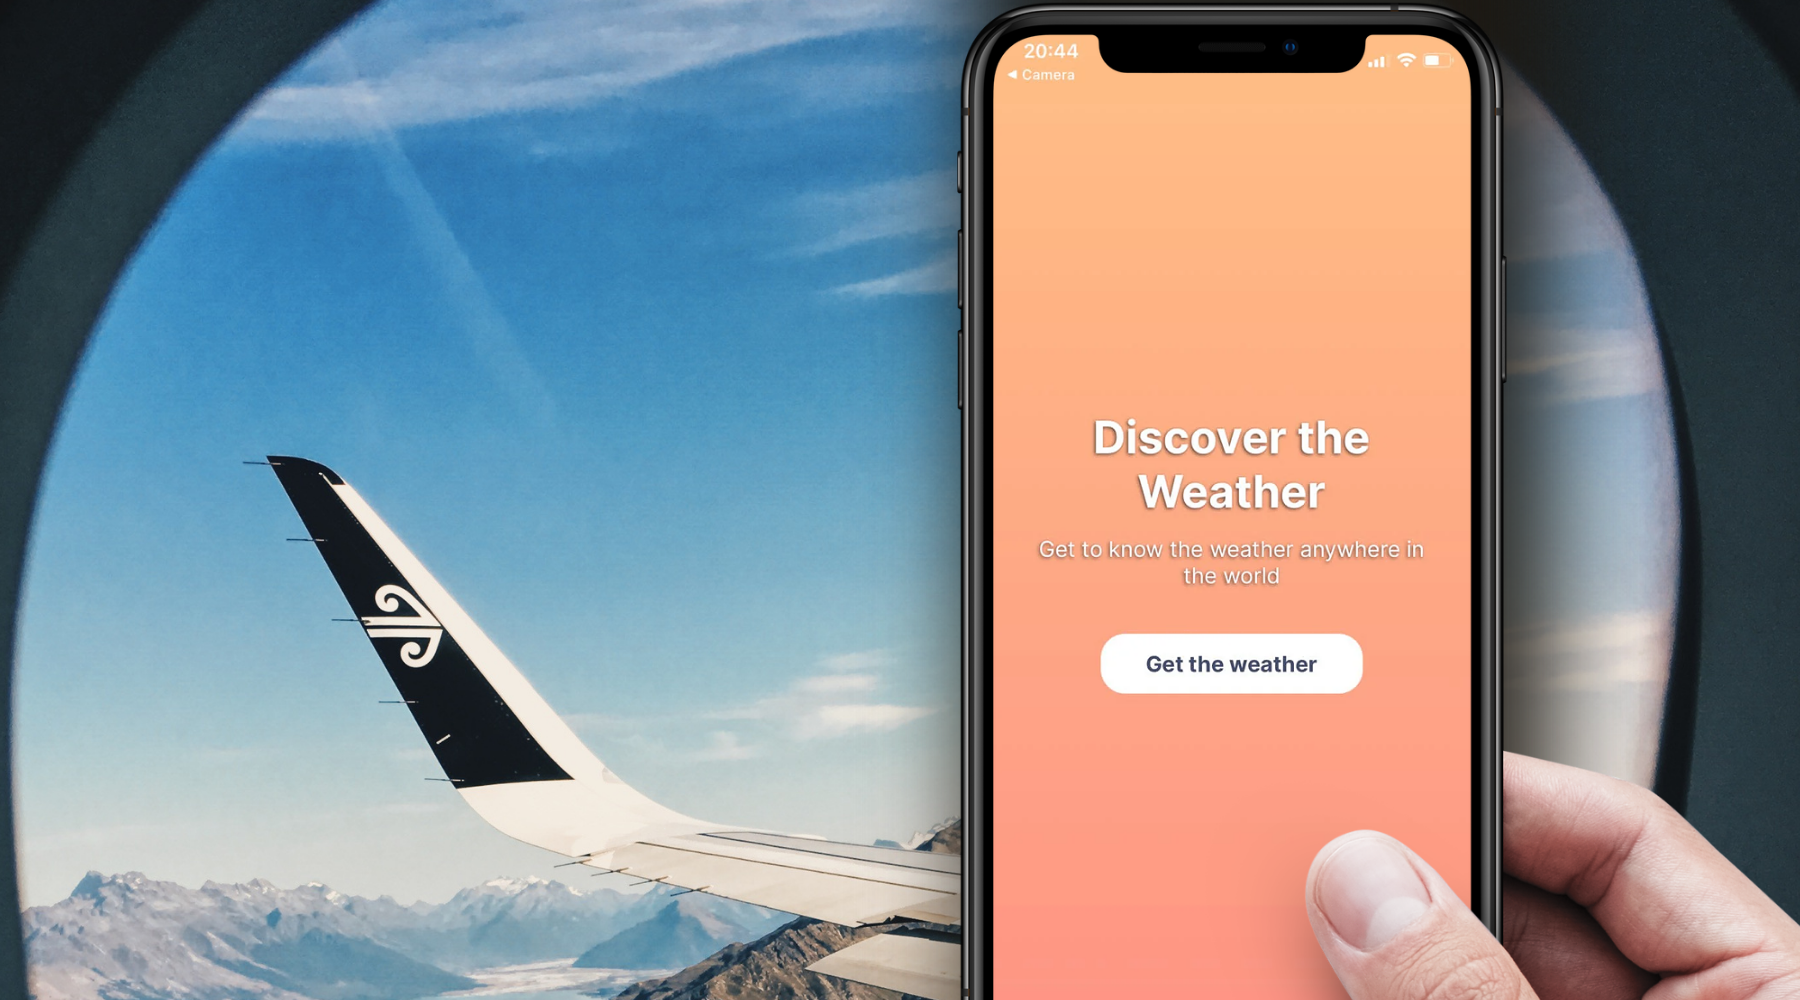 20:44
◀ Camera
Discover the
Weather
Get to know the weather anywhere in
the world
Get the weather